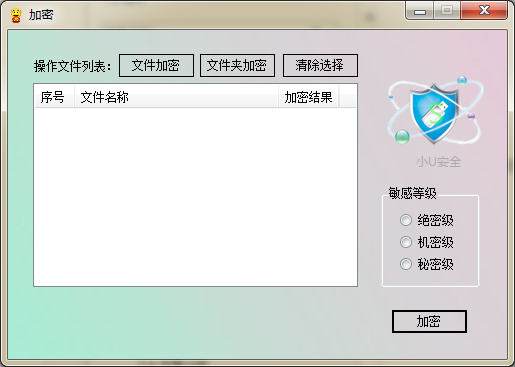 加密
操作文件列表： 文件加密 文件夹加密 清除选择
序号 文件名称 加密结果
小U安全
敏感等级
绝密级
机密级
秘密级
加密